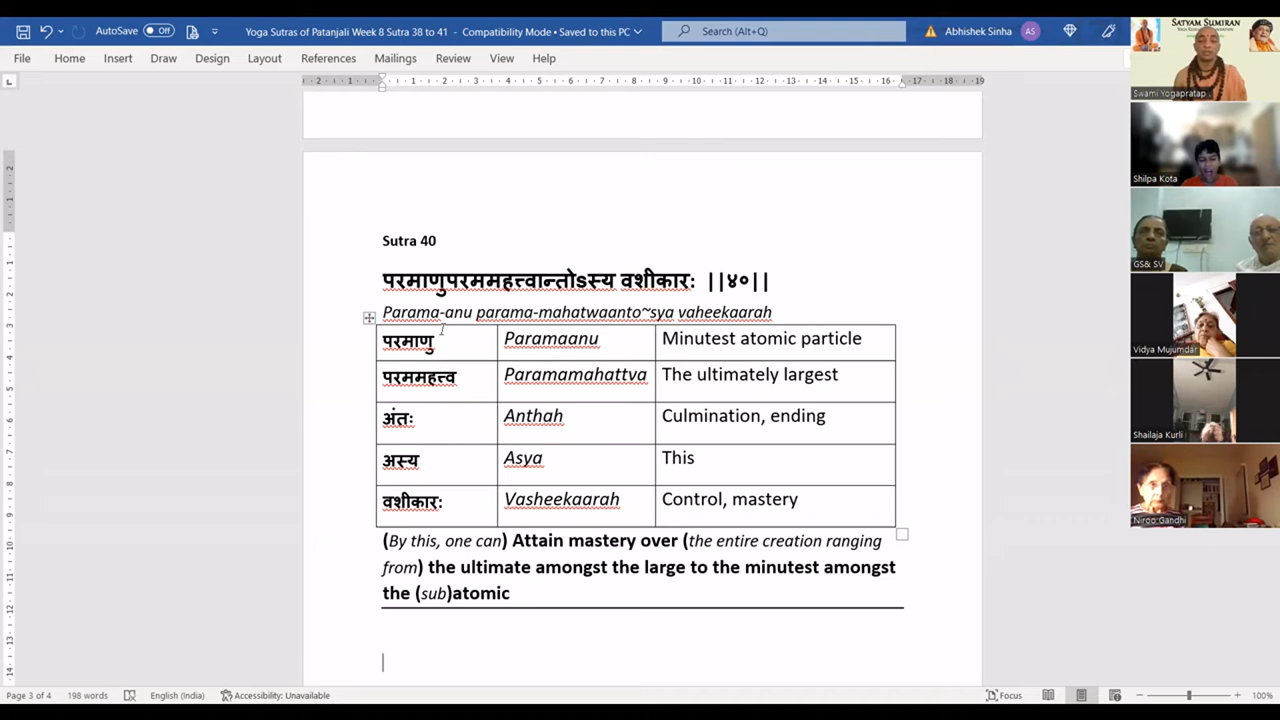 AutoSave Off
Yoga Sutras of Patanjali Week 8 Sutra 38 to 41 - Compatibility Mode • Saved to this PC
Search (Alt+Q)
Abhishek Sinha AS
File Home Insert Draw Design Layout References Mailings Review View Help
Sutra 40
परमाणुपरममहत्त्वान्तोऽस्य वशीकारः ||४०||
Parama-anu parama-mahatwaanto~sya vaheekaarah
परमाणु Paramaanu Minutest atomic particle
परममहत्त्व Paramamahattva The ultimately largest
अंतः Anthah Culmination, ending
अस्य Asya This
वशीकारः Vasheekaarah Control, mastery
(By this, one can) Attain mastery over (the entire creation ranging
from) the ultimate amongst the large to the minutest amongst
the (sub)atomic
Page 3 of 4 198 words English (India) Accessibility: Unavailable Focus 100%
SATYAM SUMIRAN
Swami Yogapratap
Shilpa Kota
GS& SV
Vidya Mujumdar
Shailaja Kurli
Niroo Gandhi